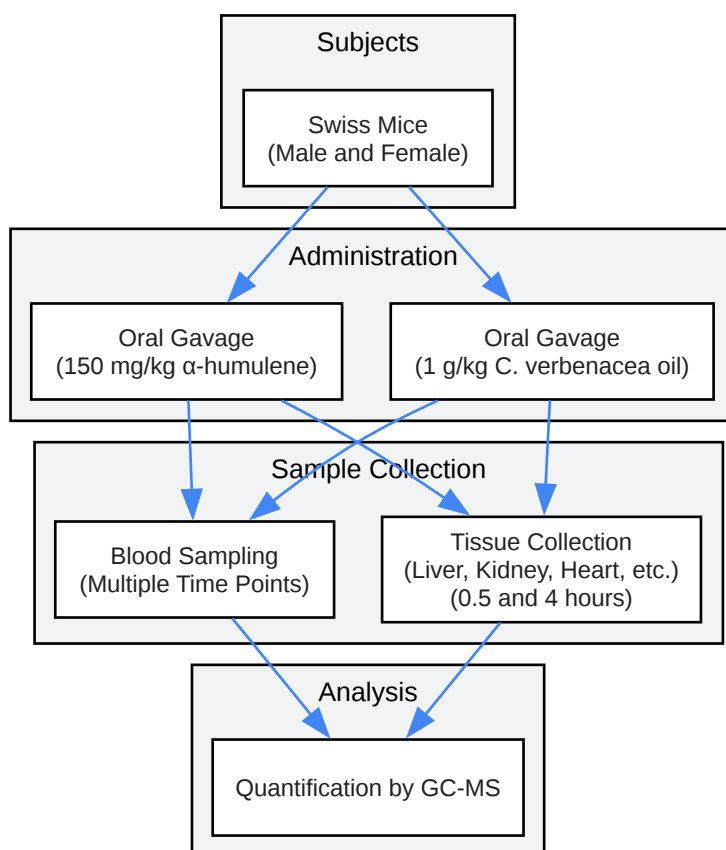 Subjects
Swiss Mice
(Male and Female)
Administration
Oral Gavage
(150 mg/kg α-humulene)
Oral Gavage
(1 g/kg C. verbenacea oil)
Sample Collection
Blood Sampling
(Multiple Time Points)
Tissue Collection
(Liver, Kidney, Heart, etc.)
(0.5 and 4 hours)
Analysis
Quantification by GC-MS